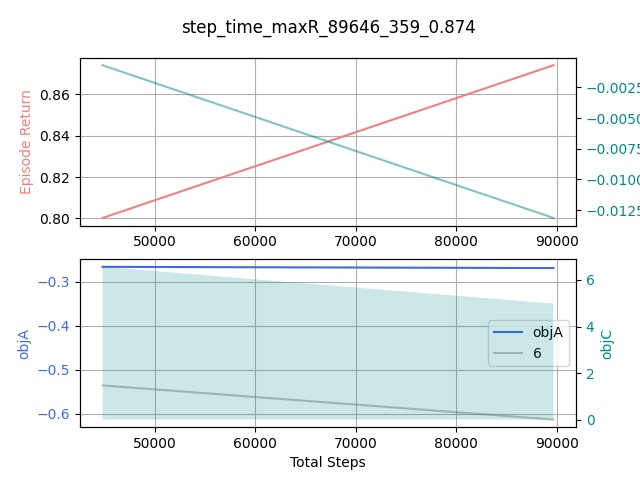 step_time_maxR_89646_359_0.874
Episode Return
0.86
0.84
0.82
0.80
−0.0025
−0.0050
−0.0075
−0.0100
−0.0125
50000 60000 70000 80000 90000
objA
−0.3
−0.4
−0.5
−0.6
6
4
2
0
objC
objA
6
50000 60000 70000 80000 90000
Total Steps